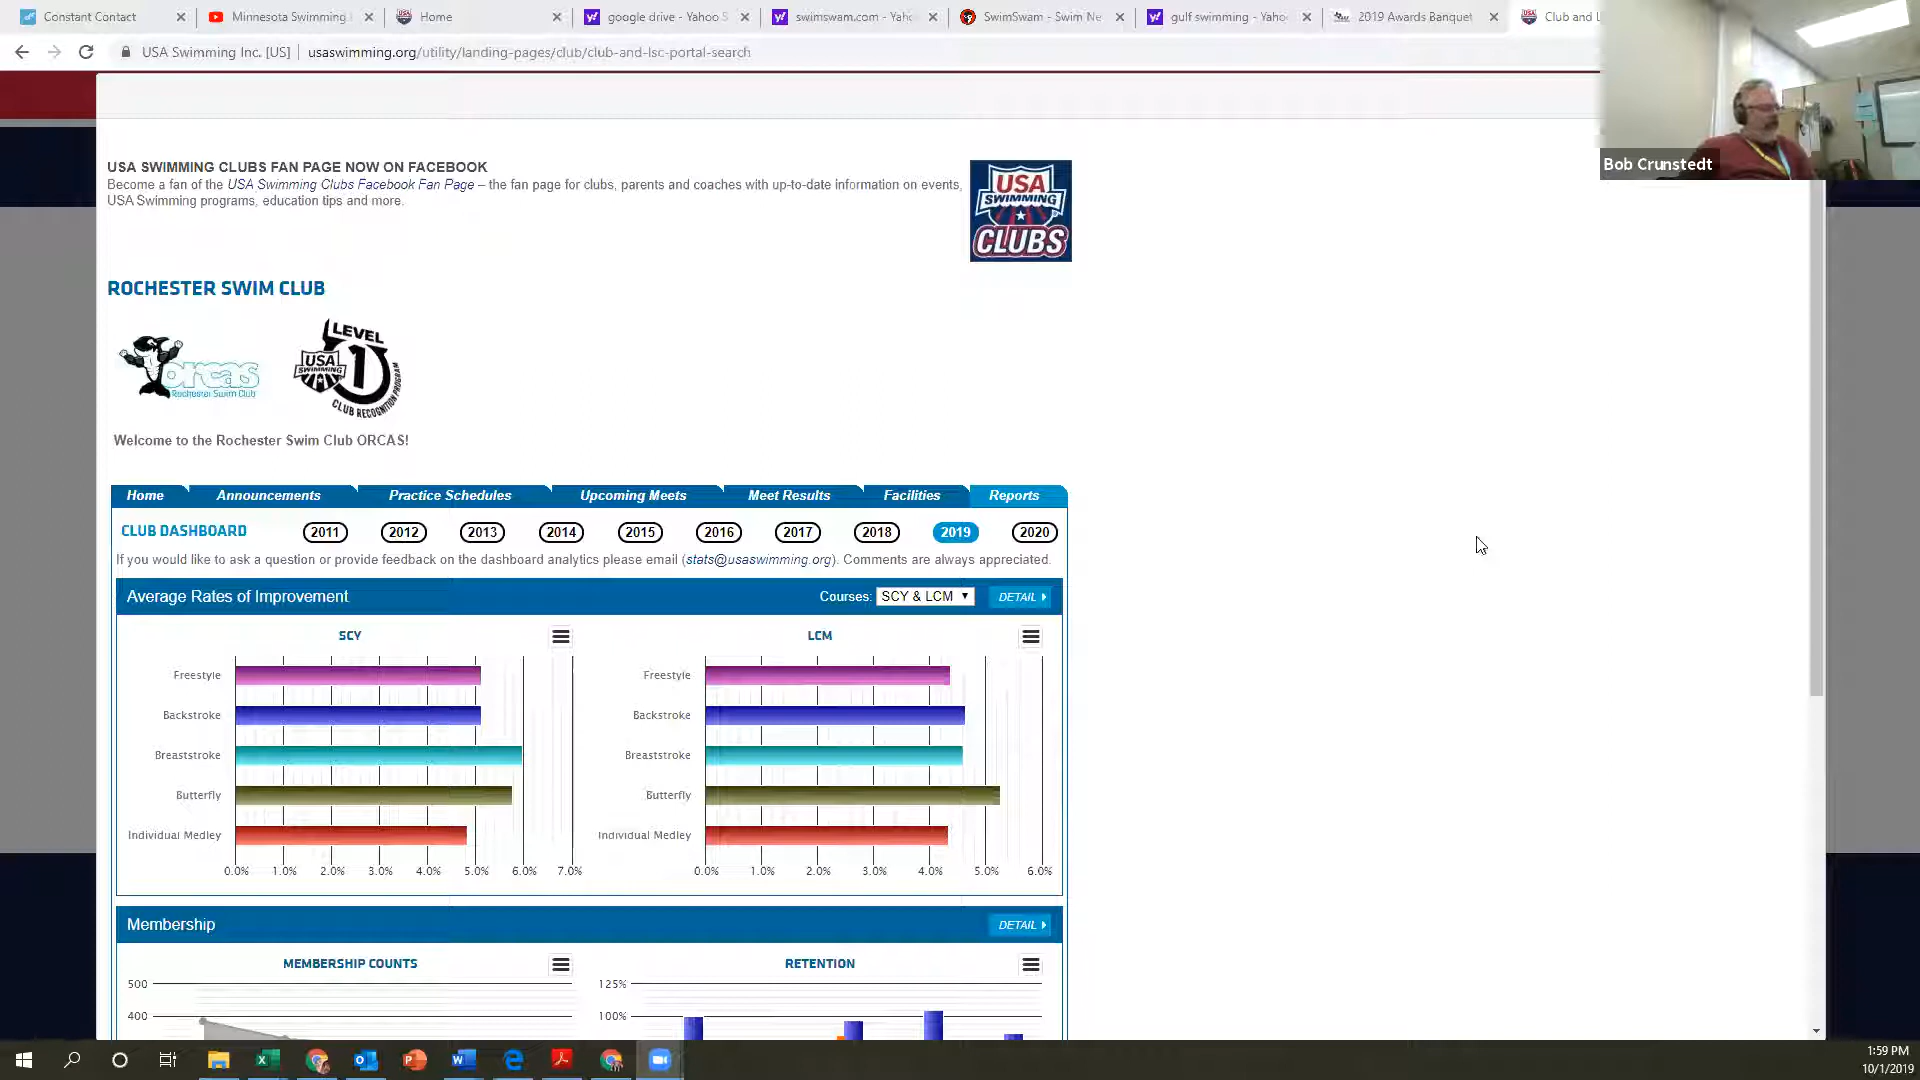 Constant Contact
Minnesota Swimming
Home
google drive - Yahoo S
swimswam.com - Yaho
SwimSwam - Swim Ne
gulf swimming - Yahoo
2019 Awards Banquet
Club and L
USA Swimming Inc. [US] | usaswimming.org/utility/landing-pages/club/club-and-lsc-portal-search
Bob Crunstedt
USA SWIMMING CLUBS FAN PAGE NOW ON FACEBOOK
Become a fan of the USA Swimming Clubs Facebook Fan Page – the fan page for clubs, parents and coaches with up-to-date information on events,
USA Swimming programs, education tips and more.
USA
SWIMMING
CLUBS
ROCHESTER SWIM CLUB
orcas
Rochester Swim Club
LEVEL
1
USA
SWIMMING
CLUB RECOGNITION PROGRAM
Welcome to the Rochester Swim Club ORCAS!
Home Announcements Practice Schedules Upcoming Meets Meet Results Facilities Reports
CLUB DASHBOARD 2011 2012 2013 2014 2015 2016 2017 2018 2019 2020
If you would like to ask a question or provide feedback on the dashboard analytics please email (stats@usaswimming.org). Comments are always appreciated.
Average Rates of Improvement Courses: SCY & LCM DETAIL
SCY
Freestyle
Backstroke
Breaststroke
Butterfly
Individual Medley
0.0% 1.0% 2.0% 3.0% 4.0% 5.0% 6.0% 7.0%
LCM
Freestyle
Backstroke
Breaststroke
Butterfly
Individual Medley
0.0% 1.0% 2.0% 3.0% 4.0% 5.0% 6.0%
Membership DETAIL
MEMBERSHIP COUNTS
500
400
RETENTION
125%
100%
1:59 PM
10/1/2019